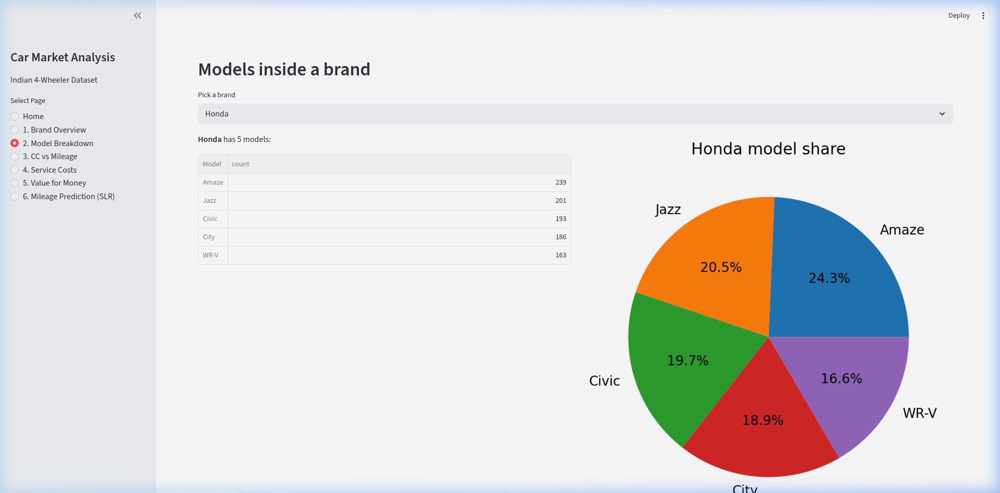 Deploy
Car Market Analysis
Indian 4-Wheeler Dataset
Select Page
Home
1. Brand Overview
2. Model Breakdown
3. CC vs Mileage
4. Service Costs
5. Value for Money
6. Mileage Prediction (SLR)
Models inside a brand
Pick a brand
Honda
Honda has 5 models:
Model count
Amaze 239
Jazz 201
Civic 193
City 186
WR-V 163
Honda model share
Jazz
Amaze
20.5%
24.3%
19.7%
Civic
16.6%
WR-V
18.9%
City